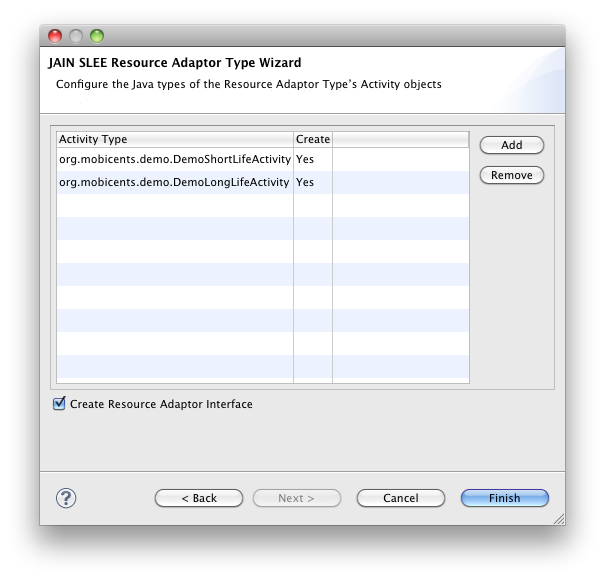 JAIN SLEE Resource Adaptor Type Wizard
Configure the Java types of the Resource Adaptor Type's Activity objects
Activity Type Create
org.mobicents.demo.DemoShortLifeActivity Yes
org.mobicents.demo.DemoLongLifeActivity Yes
Add
Remove
Create Resource Adaptor Interface
?
< Back Next > Cancel Finish